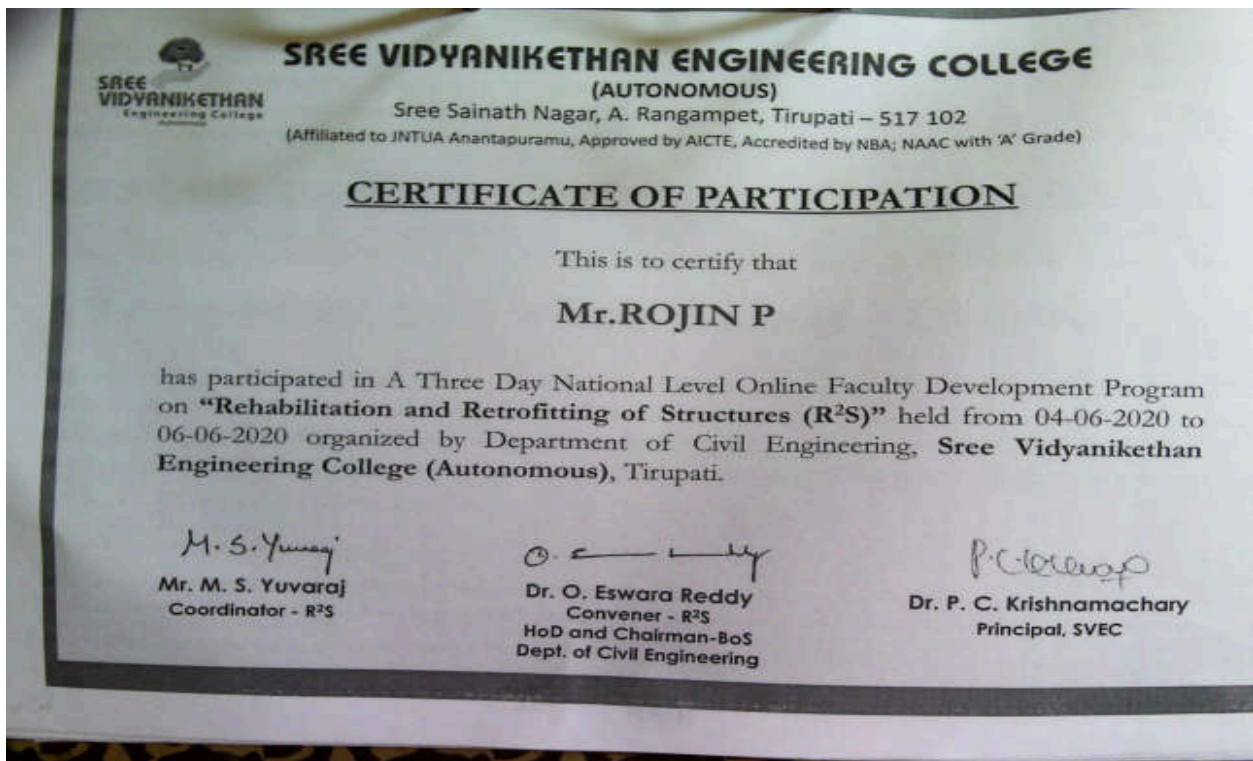 SREE VIDYANIKETHAN ENGINEERING COLLEGE
(AUTONOMOUS)
Sree Sainath Nagar, A. Rangampet, Tirupati – 517 102
(Affiliated to JNTUA Anantapuramu, Approved by AICTE, Accredited by NBA; NAAC with 'A' Grade)
SREE
VIDYANIKETHAN
Engineering College
CERTIFICATE OF PARTICIPATION
This is to certify that
Mr.ROJIN P
has participated in A Three Day National Level Online Faculty Development Program
on “Rehabilitation and Retrofitting of Structures (R²S)” held from 04-06-2020 to
06-06-2020 organized by Department of Civil Engineering, Sree Vidyanikethan
Engineering College (Autonomous), Tirupati.
M. S. Yuvaraj
Mr. M. S. Yuvaraj
Coordinator - R²S
Dr. O. Eswara Reddy
Convener - R²S
HoD and Chairman-BoS
Dept. of Civil Engineering
Dr. P. C. Krishnamachary
Principal, SVEC